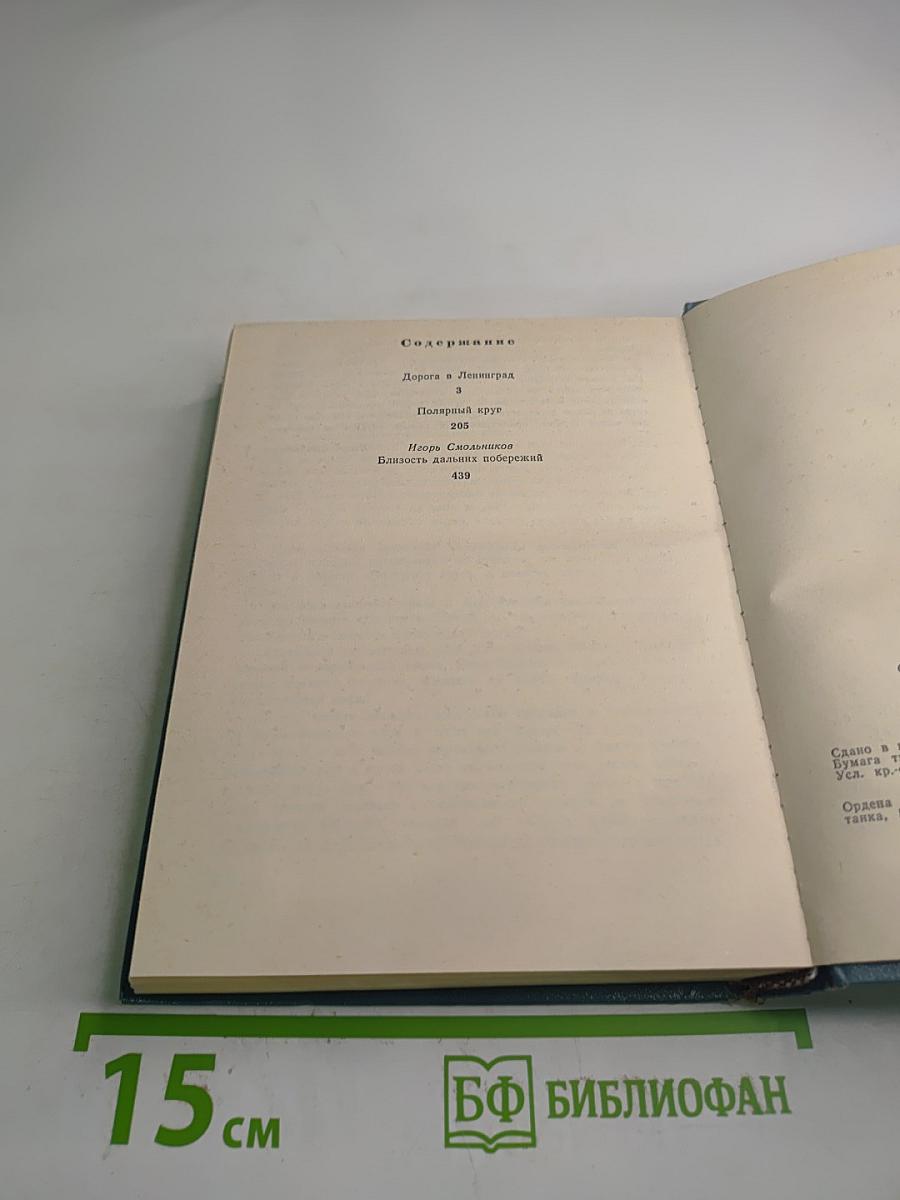 Содержание
Дорога в Ленинград
3
Полярный круг
205
Игорь Смольников
Близость дальних побережий
439
Сдано в
Бумага
Усл. кр.-
Ордена
танка,
15 см
БФ БИБЛИОФАН